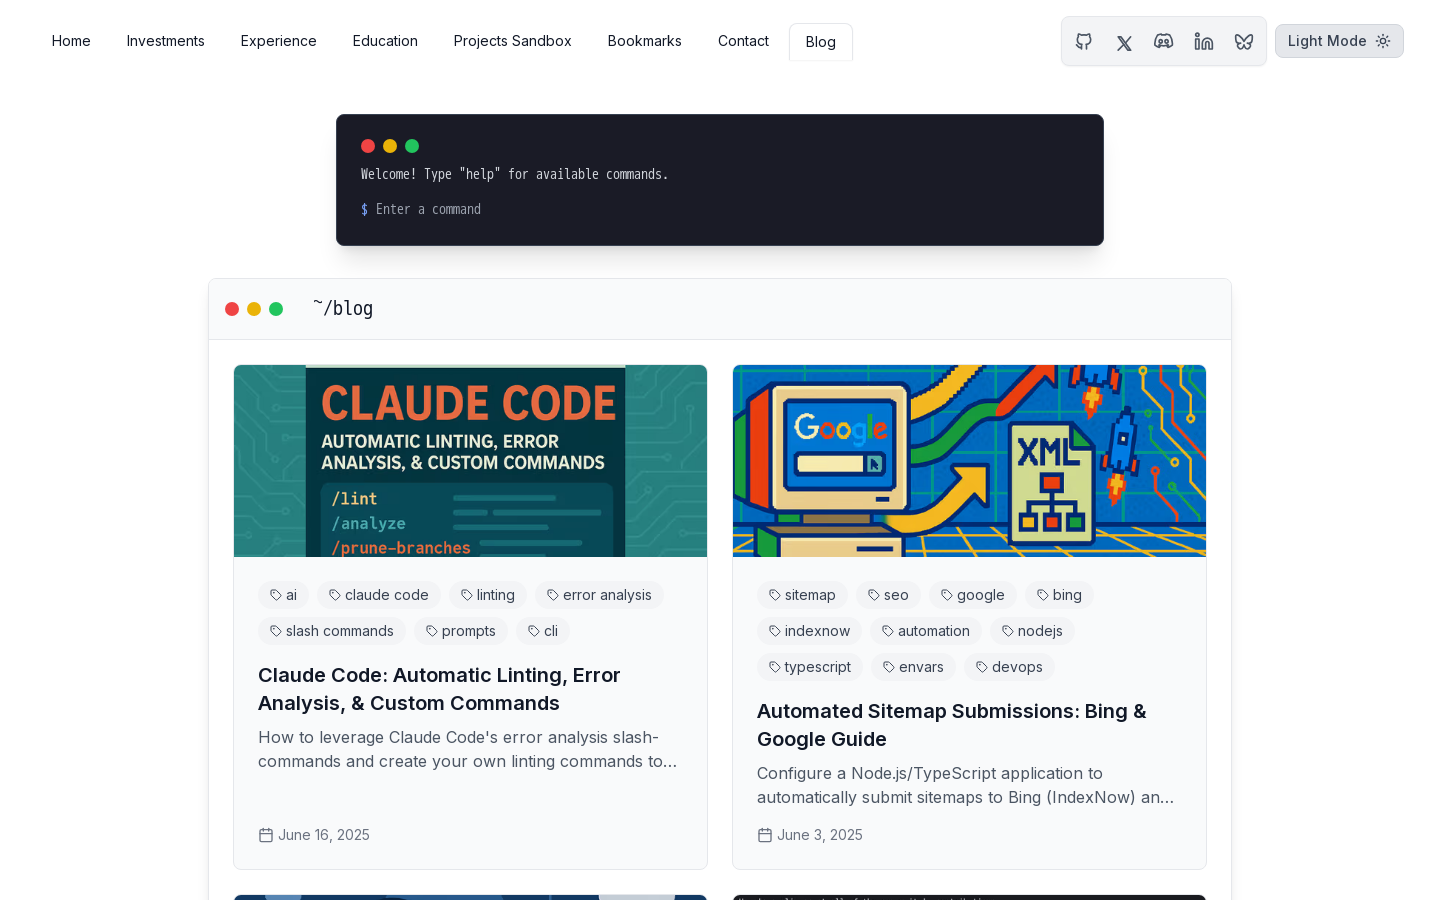 Home
Investments
Experience
Education
Projects Sandbox
Bookmarks
Contact
Blog
Light Mode
Welcome! Type "help" for available commands.
$ Enter a command
~/blog
CLAUDE CODE
AUTOMATIC LINTING, ERROR
ANALYSIS, & CUSTOM COMMANDS
/lint
/analyze
/prune-branches
ai
claude code
linting
error analysis
slash commands
prompts
cli
Claude Code: Automatic Linting, Error
Analysis, & Custom Commands
How to leverage Claude Code's error analysis slash-
commands and create your own linting commands to...
June 16, 2025
Google
XML
sitemap
seo
google
bing
indexnow
automation
nodejs
typescript
envars
devops
Automated Sitemap Submissions: Bing &
Google Guide
Configure a Node.js/TypeScript application to
automatically submit sitemaps to Bing (IndexNow) an...
June 3, 2025